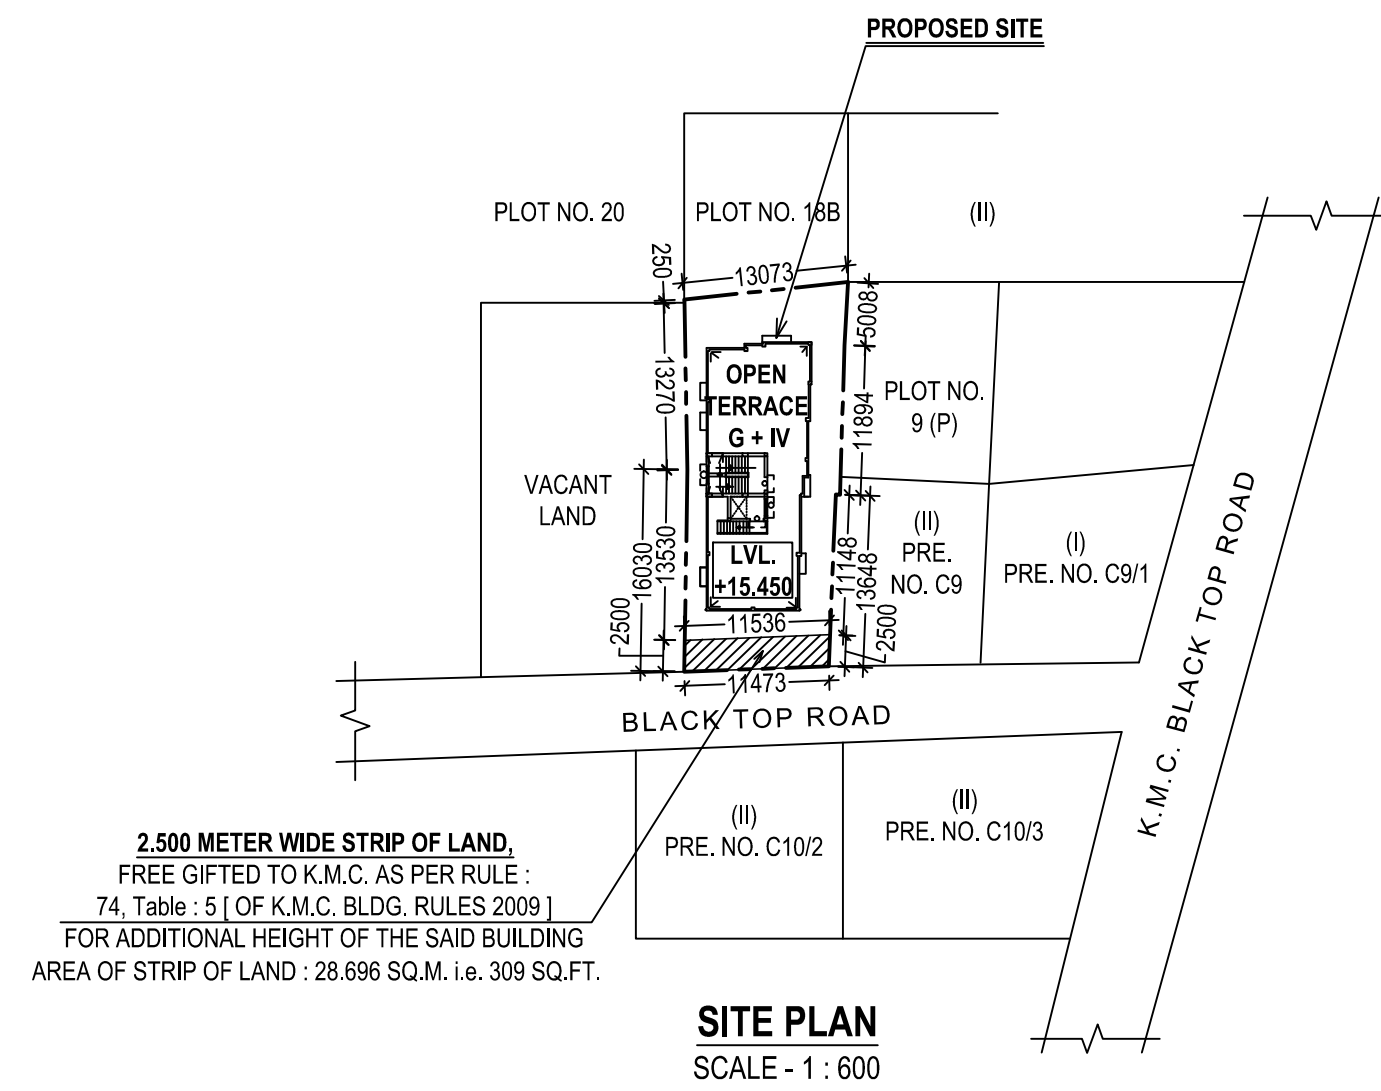 PROPOSED SITE
PLOT NO. 20
PLOT NO. 18B
(II)
250
13073
5008
13270
11894
OPEN
TERRACE
G + IV
PLOT NO.
9 (P)
VACANT
LAND
16030
13530
2500
LVL.
+15.450
11148
13648
2500
(II)
PRE.
NO. C9
(I)
PRE. NO. C9/1
11536
11473
BLACK TOP ROAD
K.M.C. BLACK TOP ROAD
(II)
PRE. NO. C10/2
(II)
PRE. NO. C10/3
2.500 METER WIDE STRIP OF LAND,
FREE GIFTED TO K.M.C. AS PER RULE :
74, Table : 5 [ OF K.M.C. BLDG. RULES 2009 ]
FOR ADDITIONAL HEIGHT OF THE SAID BUILDING
AREA OF STRIP OF LAND : 28.696 SQ.M. i.e. 309 SQ.FT.
SITE PLAN
SCALE - 1 : 600